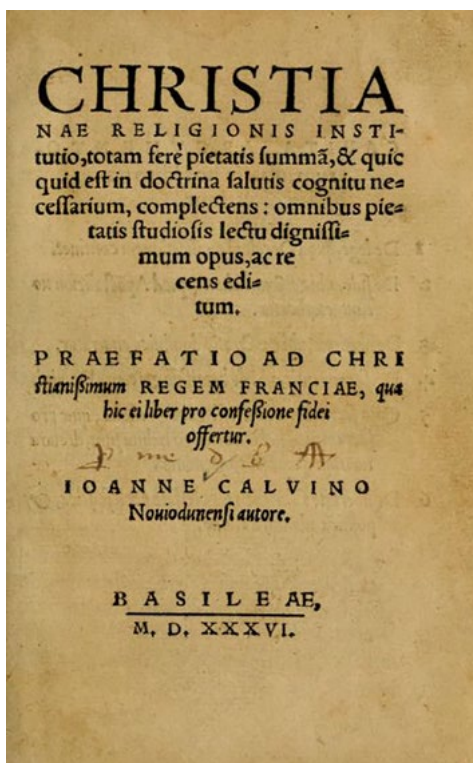 CHRISTIA
NAE RELIGIONIS INSTI-
tutio, totam ferè pietatis summã, & quic
quid est in doctrina salutis cognitu ne=
cessarium, complectens: omnibus pie=
tatis studiosis lectu dignissi=
mum opus, ac re
cens edi=
tum.
PRAEFATIO AD CHRI
stianißimum REGEM FRANCIAE, qua
hic ei liber pro confeßione fidei
offertur.
IOANNE CALVINO
Nouiodunensi autore.
BASILEAE,
M. D. XXXVI.